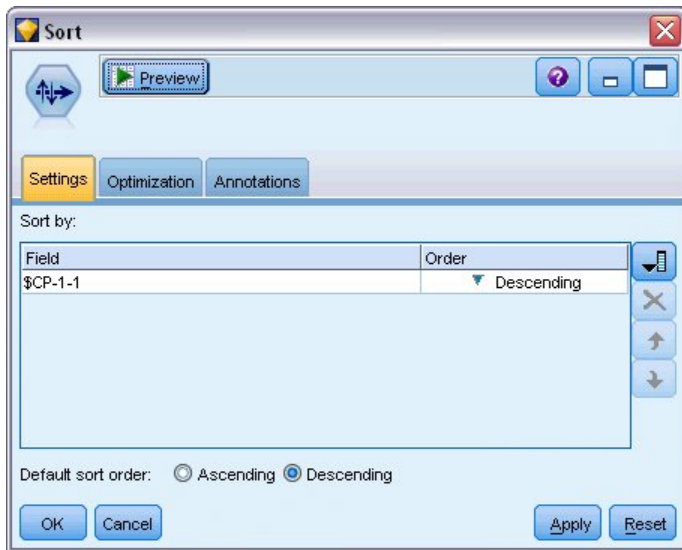 Sort
Preview
Settings Optimization Annotations
Sort by:
Field Order
$CP-1-1 Descending
Default sort order: Ascending Descending
OK Cancel Apply Reset